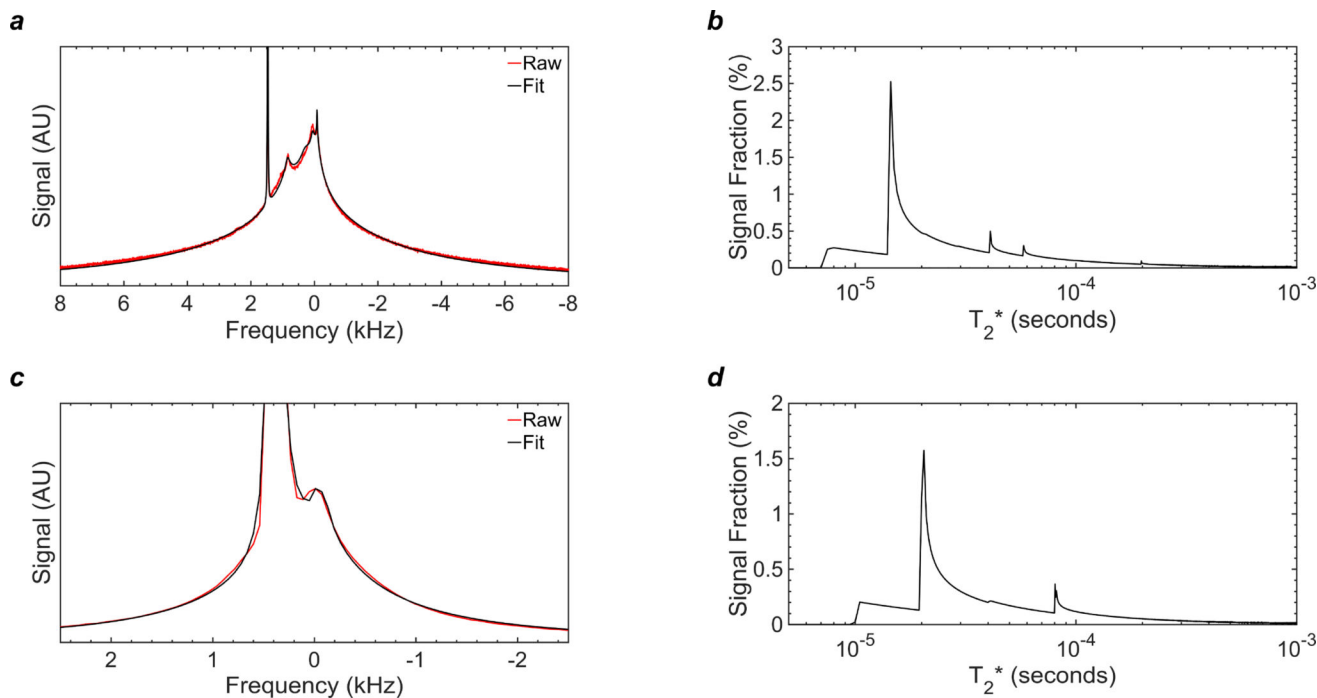 a
Raw
Fit
Signal (AU)
8 6 4 2 0 -2 -4 -6 -8
Frequency (kHz)
b
3
2.5
2
1.5
1
0.5
0
Signal Fraction (%)
10^-5 10^-4 10^-3
T_2* (seconds)
c
Raw
Fit
Signal (AU)
2 1 0 -1 -2
Frequency (kHz)
d
2
1.5
1
0.5
0
Signal Fraction (%)
10^-5 10^-4 10^-3
T_2* (seconds)